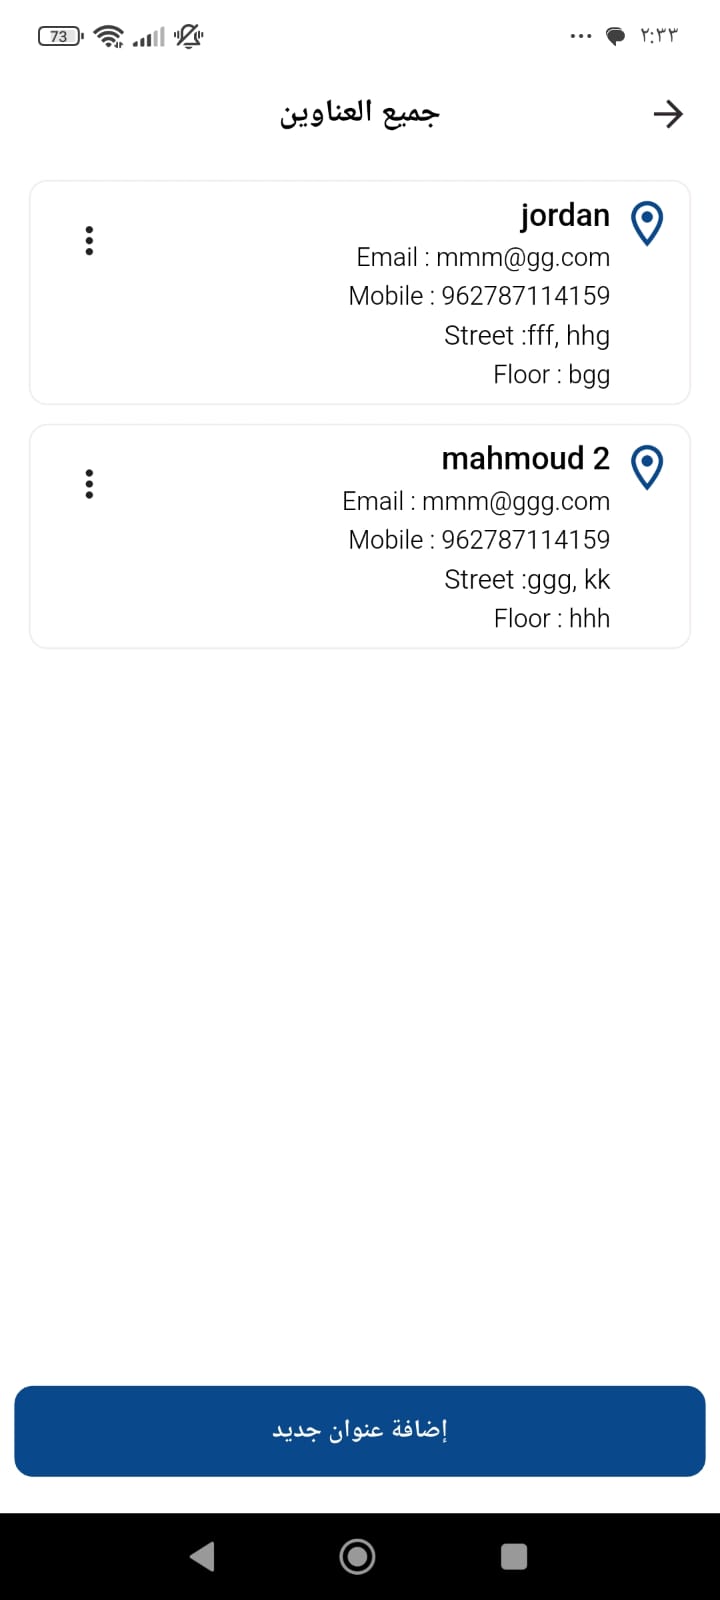 73
٢:٣٣
جميع العناوين
jordan
Email : mmm@gg.com
Mobile : 962787114159
Street :fff, hhg
Floor : bgg
mahmoud 2
Email : mmm@ggg.com
Mobile : 962787114159
Street :ggg, kk
Floor : hhh
إضافة عنوان جديد